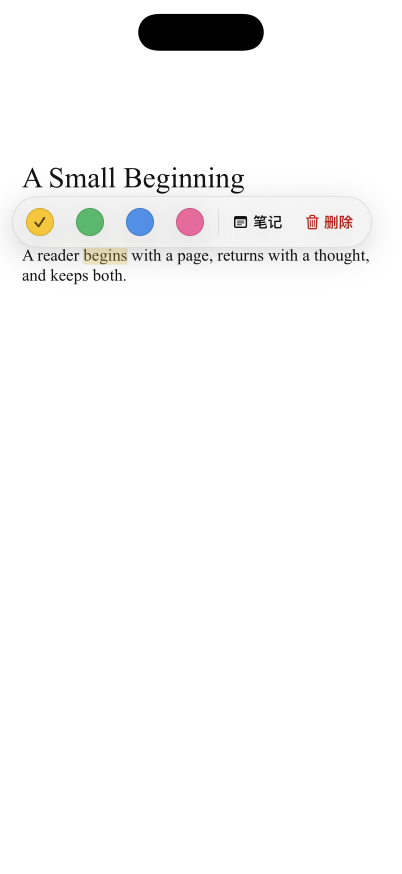 A Small Beginning
笔记 删除
A reader begins with a page, returns with a thought,
and keeps both.